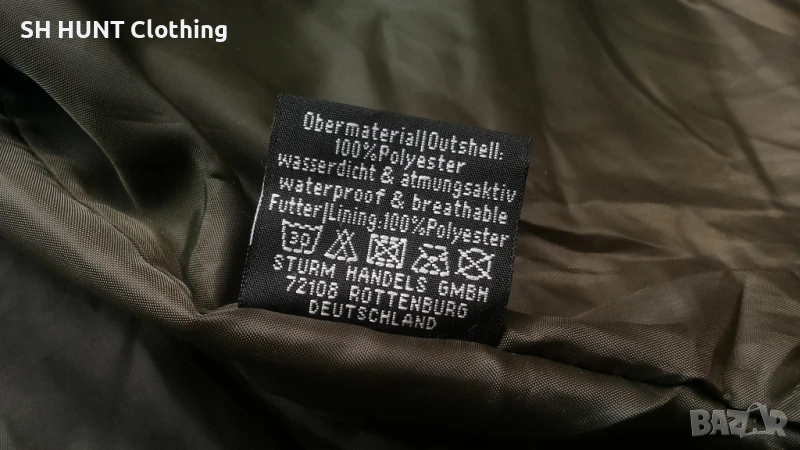 SH HUNT Clothing
Obermaterial|Outshell:
100%Polyester
wasserdicht & atmungsaktiv
waterproof & breathable
Futter|Lining:100%Polyester
30
STURM HANDELS GMBH
72108 ROTTENBURG
DEUTSCHLAND
BAZAR